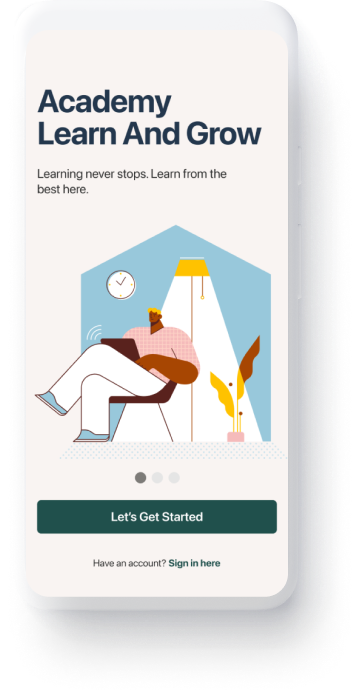 Academy
Learn And Grow
Learning never stops. Learn from the
best here.
Let's Get Started
Have an account? Sign in here